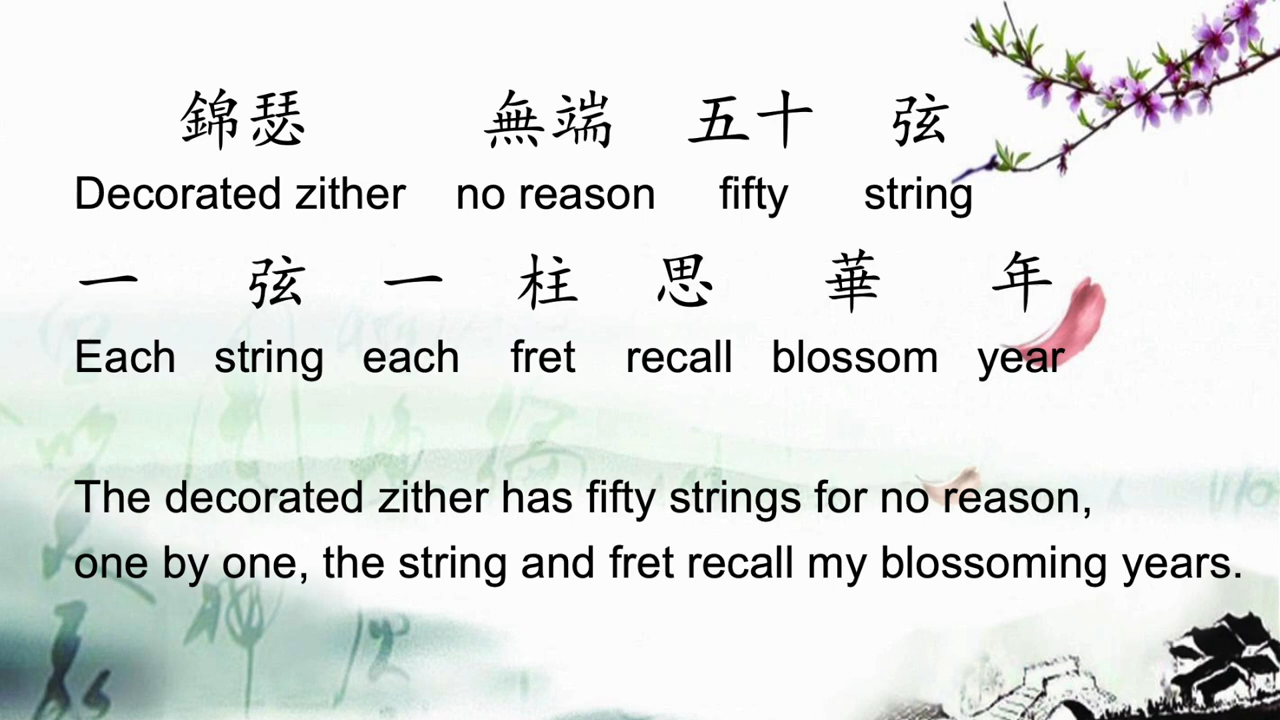 錦瑟 無端 五十 弦
Decorated zither no reason fifty string
一 弦 一 柱 思 華 年
Each string each fret recall blossom year
The decorated zither has fifty strings for no reason,
one by one, the string and fret recall my blossoming years.